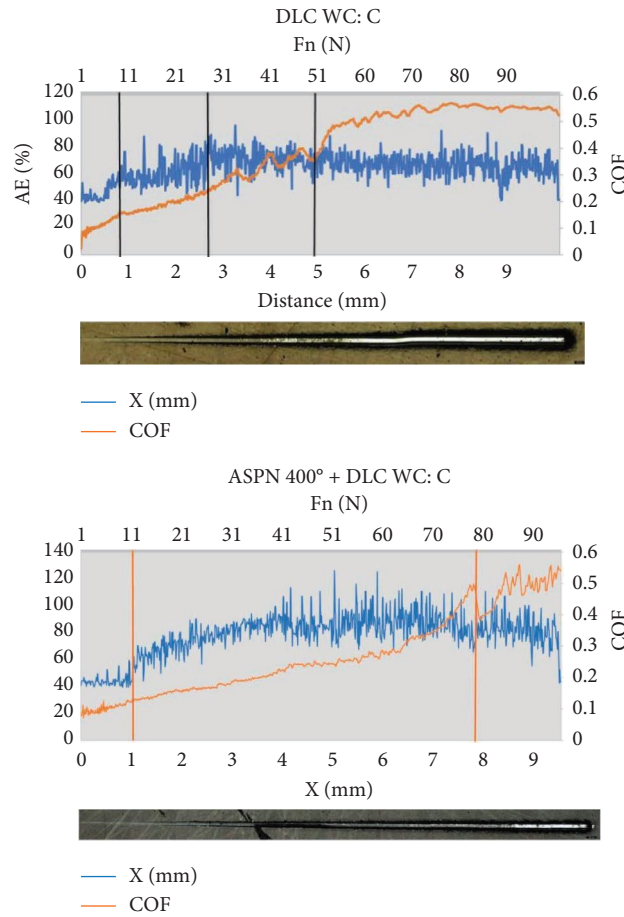 DLC WC: C
Fn (N)
1 11 21 31 41 51 60 70 80 90
120 0.6
100 0.5
80 0.4
60 0.3
40 0.2
20 0.1
0 0
AE (%)
COF
0 1 2 3 4 5 6 7 8 9
Distance (mm)
X (mm)
COF
ASPN 400° + DLC WC: C
Fn (N)
1 11 21 31 41 51 60 70 80 90
140 0.6
120 0.5
100 0.4
80 0.3
60 0.2
40 0.1
20 0
0
COF
0 1 2 3 4 5 6 7 8 9
X (mm)
X (mm)
COF